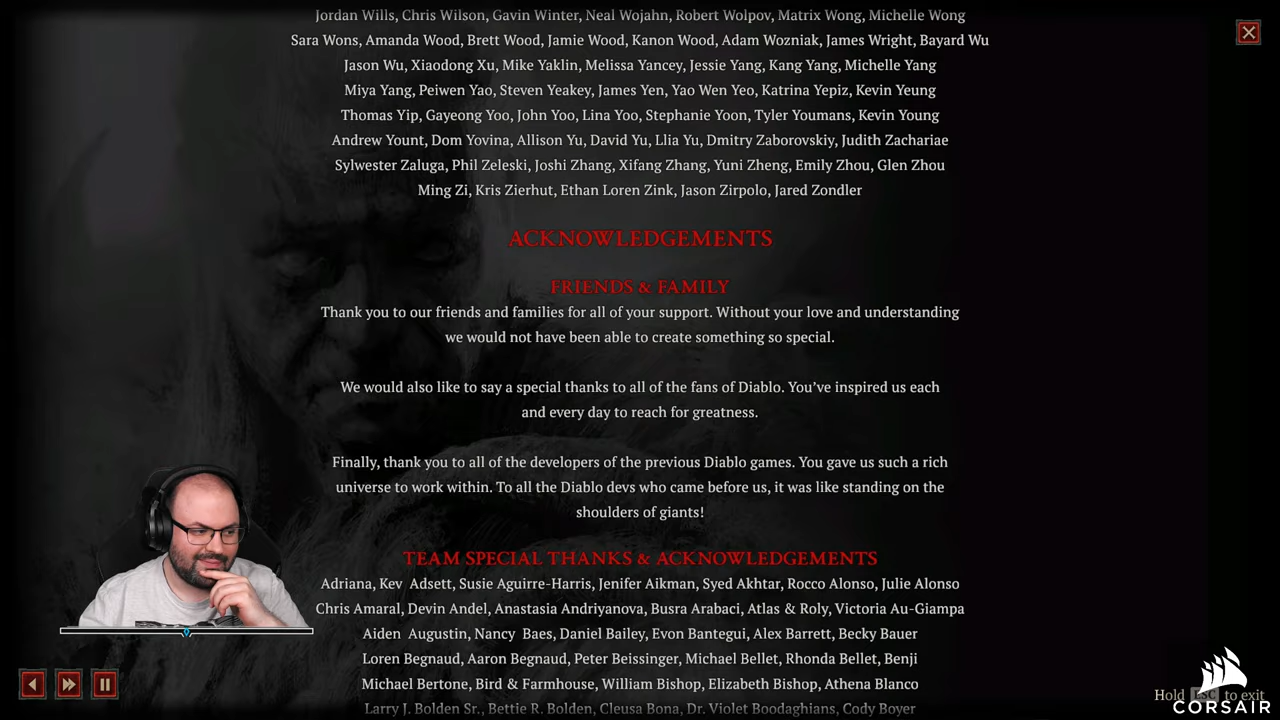 Jordan Wills, Chris Wilson, Gavin Winter, Neal Wojahn, Robert Wolpov, Matrix Wong, Michelle Wong
Sara Wons, Amanda Wood, Brett Wood, Jamie Wood, Kanon Wood, Adam Wozniak, James Wright, Bayard Wu
Jason Wu, Xiaodong Xu, Mike Yaklin, Melissa Yancey, Jessie Yang, Kang Yang, Michelle Yang
Miya Yang, Peiwen Yao, Steven Yeakey, James Yen, Yao Wen Yeo, Katrina Yepiz, Kevin Yeung
Thomas Yip, Gayeong Yoo, John Yoo, Lina Yoo, Stephanie Yoon, Tyler Youmans, Kevin Young
Andrew Yount, Dom Yovina, Allison Yu, David Yu, Llia Yu, Dmitry Zaborovskiy, Judith Zachariae
Sylwester Zaluga, Phil Zeleski, Joshi Zhang, Xifang Zhang, Yuni Zheng, Emily Zhou, Glen Zhou
Ming Zi, Kris Zierhut, Ethan Loren Zink, Jason Zirpolo, Jared Zondler
ACKNOWLEDGEMENTS
FRIENDS & FAMILY
Thank you to our friends and families for all of your support. Without your love and understanding
we would not have been able to create something so special.
We would also like to say a special thanks to all of the fans of Diablo. You've inspired us each
and every day to reach for greatness.
Finally, thank you to all of the developers of the previous Diablo games. You gave us such a rich
universe to work within. To all the Diablo devs who came before us, it was like standing on the
shoulders of giants!
TEAM SPECIAL THANKS & ACKNOWLEDGEMENTS
Adriana, Kev Adsett, Susie Aguirre-Harris, Jenifer Aikman, Syed Akhtar, Rocco Alonso, Julie Alonso
Chris Amaral, Devin Andel, Anastasia Andriyanova, Busra Arabaci, Atlas & Roly, Victoria Au-Giampa
Aiden Augustin, Nancy Baes, Daniel Bailey, Evon Bantegui, Alex Barrett, Becky Bauer
Loren Begnaud, Aaron Begnaud, Peter Beissinger, Michael Bellet, Rhonda Bellet, Benji
Michael Bertone, Bird & Farmhouse, William Bishop, Elizabeth Bishop, Athena Blanco
Larry J. Bolden Sr., Bettie R. Bolden, Cleusa Bona, Dr. Violet Boodaghians, Cody Boyer
Hold ESC to exit
CORSAIR